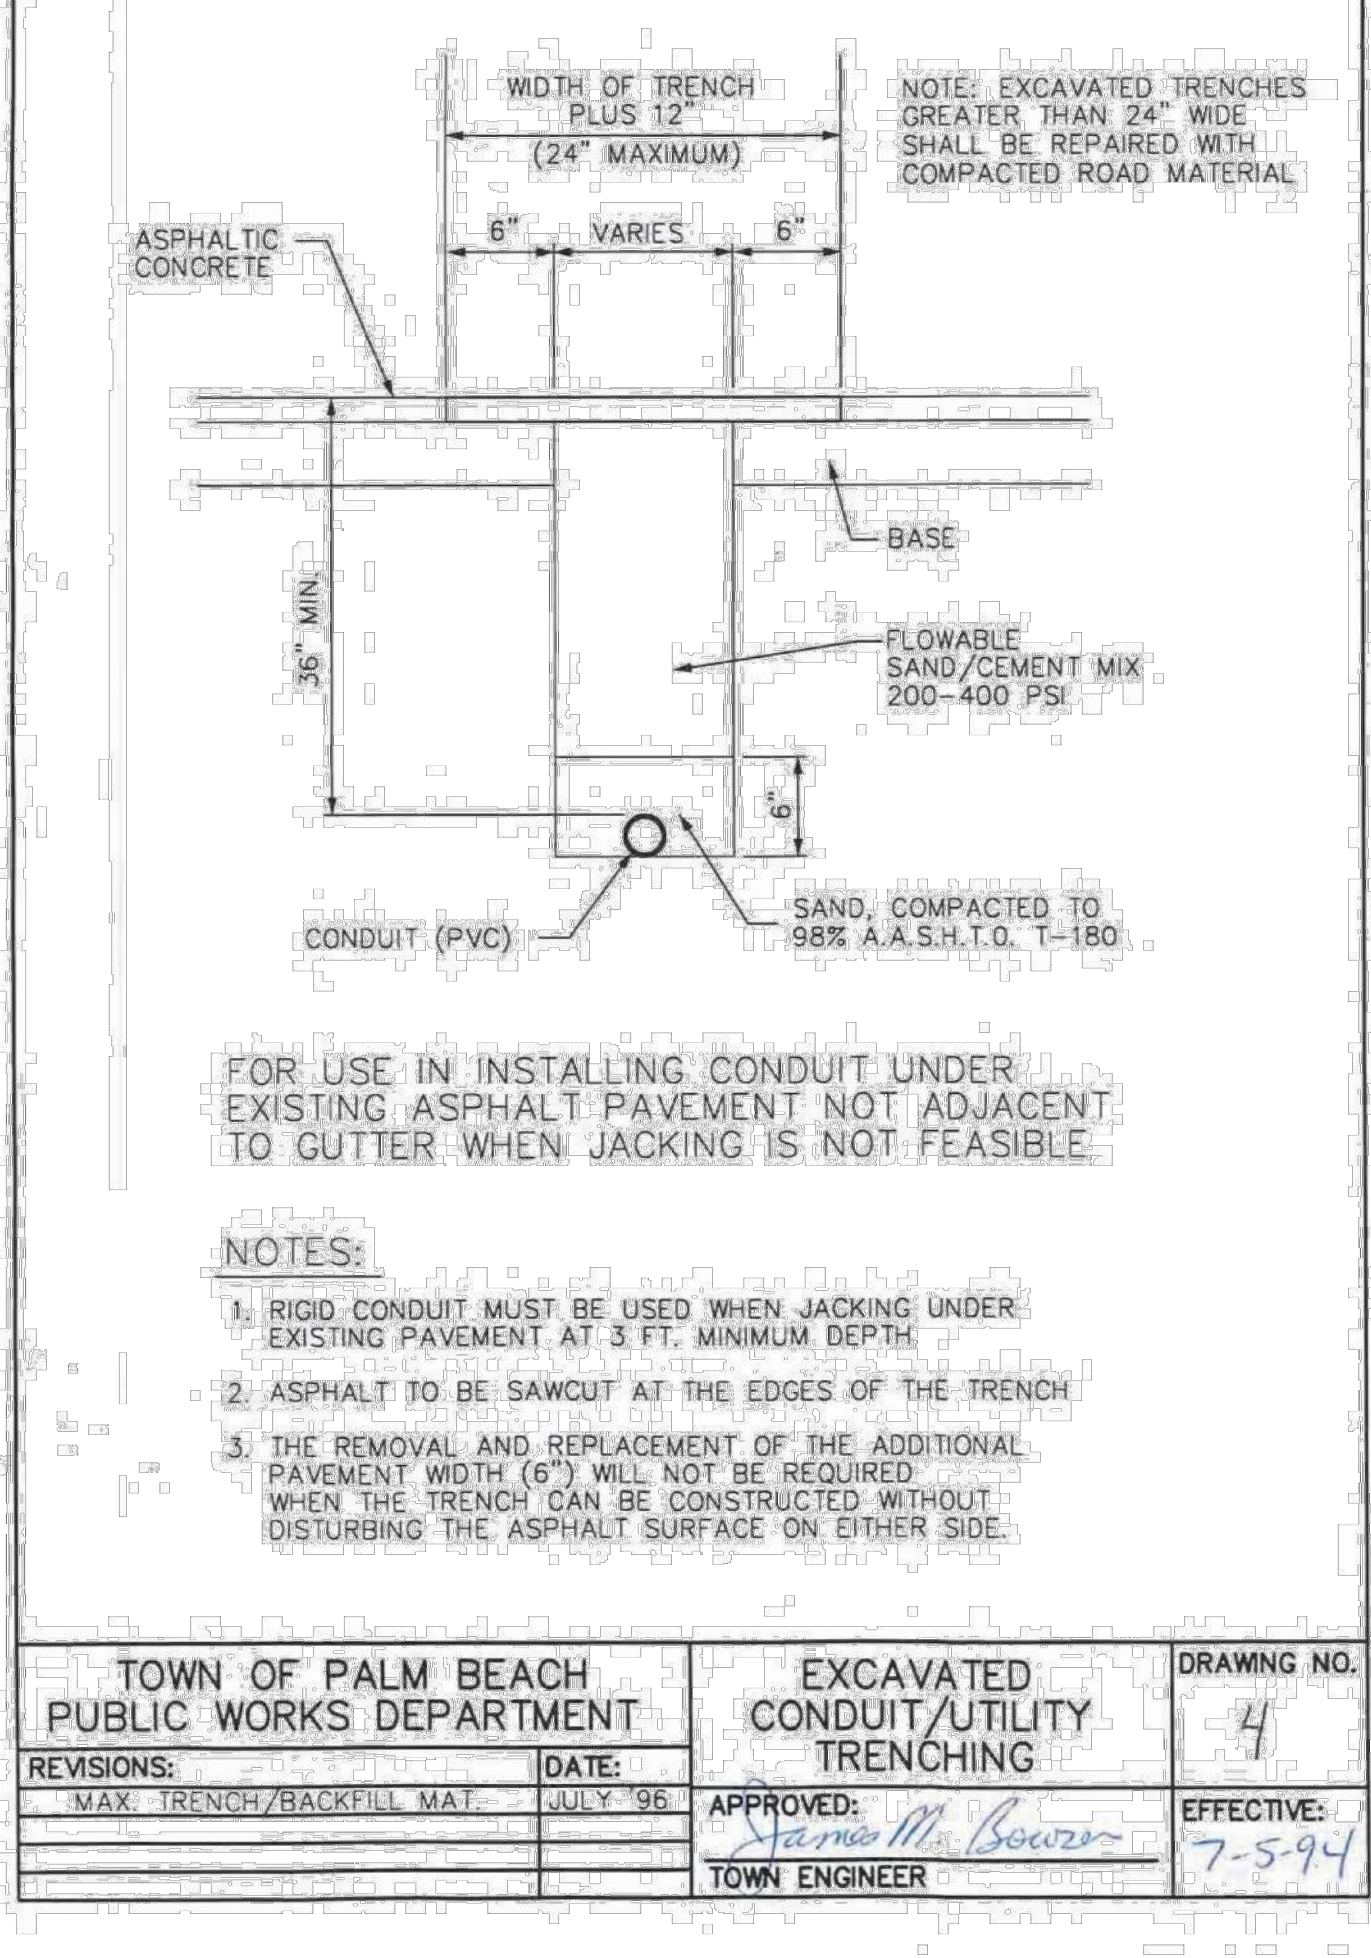 WIDTH OF TRENCH
PLUS 12"
(24" MAXIMUM)
NOTE: EXCAVATED TRENCHES
GREATER THAN 24" WIDE
SHALL BE REPAIRED WITH
COMPACTED ROAD MATERIAL
6"
VARIES
6"
ASPHALTIC
CONCRETE
BASE
36" MIN.
FLOWABLE
SAND/CEMENT MIX
200-400 PSI
6"
CONDUIT (PVC)
SAND, COMPACTED TO
98% A.A.S.H.T.O. T-180
FOR USE IN INSTALLING CONDUIT UNDER
EXISTING ASPHALT PAVEMENT NOT ADJACENT
TO GUTTER WHEN JACKING IS NOT FEASIBLE
NOTES:
1. RIGID CONDUIT MUST BE USED WHEN JACKING UNDER
EXISTING PAVEMENT AT 3 FT. MINIMUM DEPTH
2. ASPHALT TO BE SAWCUT AT THE EDGES OF THE TRENCH
3. THE REMOVAL AND REPLACEMENT OF THE ADDITIONAL
PAVEMENT WIDTH (6") WILL NOT BE REQUIRED
WHEN THE TRENCH CAN BE CONSTRUCTED WITHOUT
DISTURBING THE ASPHALT SURFACE ON EITHER SIDE.
TOWN OF PALM BEACH
PUBLIC WORKS DEPARTMENT
REVISIONS:
DATE:
MAX. TRENCH/BACKFILL MAT.
JULY '96
EXCAVATED
CONDUIT/UTILITY
TRENCHING
APPROVED:
James M. Bowser
TOWN ENGINEER
DRAWING NO.
4
EFFECTIVE:
7-5-94